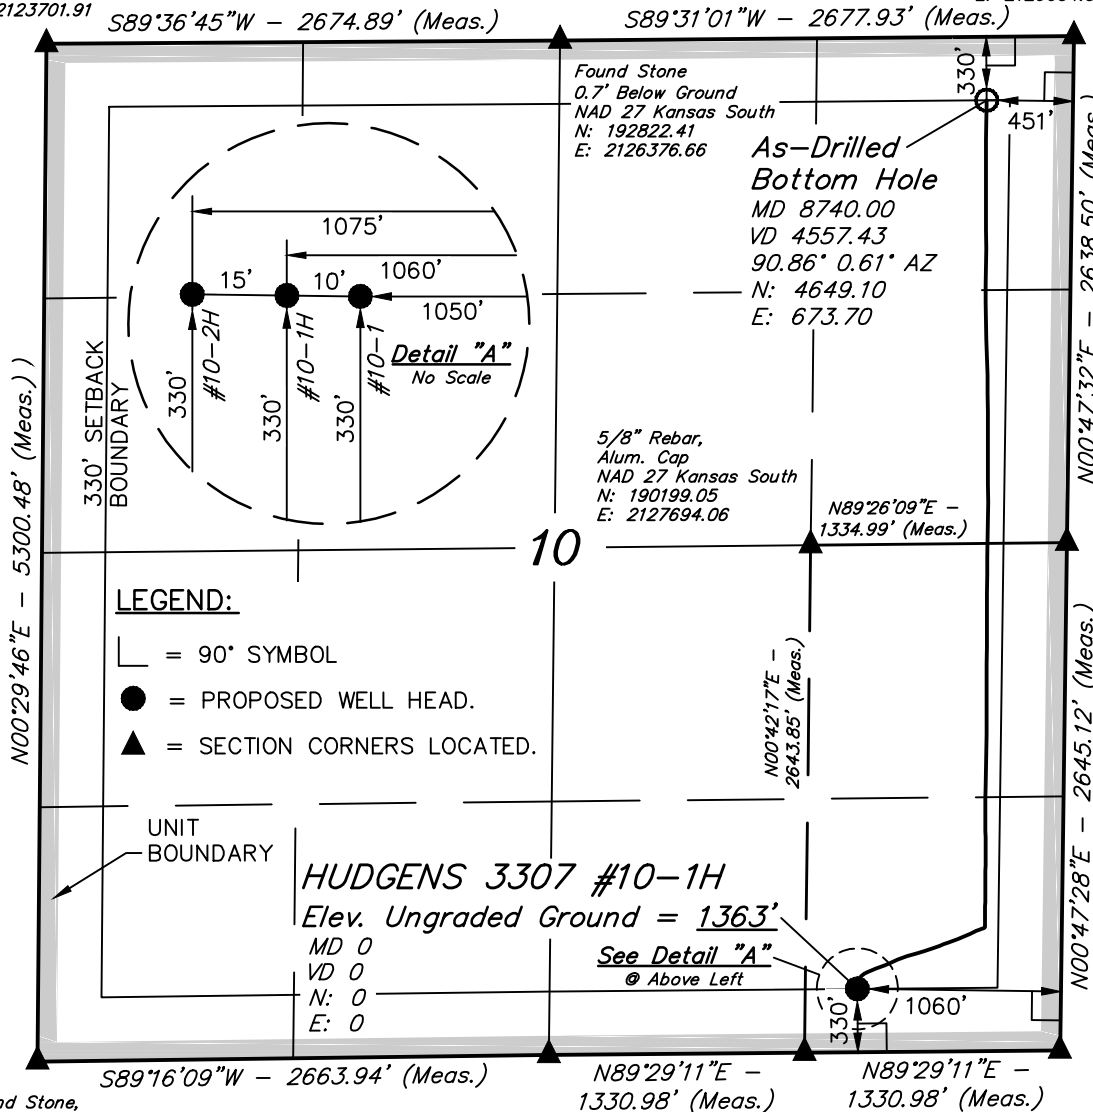 2123701.91
S89°36'45"W - 2674.89' (Meas.)
S89°31'01"W - 2677.93' (Meas.)
Found Stone
0.7' Below Ground
NAD 27 Kansas South
N: 192822.41
E: 2126376.66
330'
451'
As-Drilled
Bottom Hole
MD 8740.00
VD 4557.43
90.86° 0.61° AZ
N: 4649.10
E: 673.70
N00°47'32"E - 2638.50' (Meas.)
1075'
1060'
15'
10'
1050'
#10-2H
#10-1H
#10-1
330'
330'
330'
Detail "A"
No Scale
330' SETBACK
BOUNDARY
N00°29'46"E - 5300.48' (Meas.) )
5/8" Rebar,
Alum. Cap
NAD 27 Kansas South
N: 190199.05
E: 2127694.06
N89°26'09"E -
1334.99' (Meas.)
10
LEGEND:
= 90° SYMBOL
= PROPOSED WELL HEAD.
= SECTION CORNERS LOCATED.
N00°42'17"E -
2643.85' (Meas.)
N00°47'28"E - 2645.12' (Meas.)
UNIT
BOUNDARY
HUDGENS 3307 #10-1H
Elev. Ungraded Ground = 1363'
MD 0
VD 0
N: 0
E: 0
See Detail "A"
@ Above Left
1060'
330'
S89°16'09"W - 2663.94' (Meas.)
N89°29'11"E -
1330.98' (Meas.)
N89°29'11"E -
1330.98' (Meas.)
nd Stone,